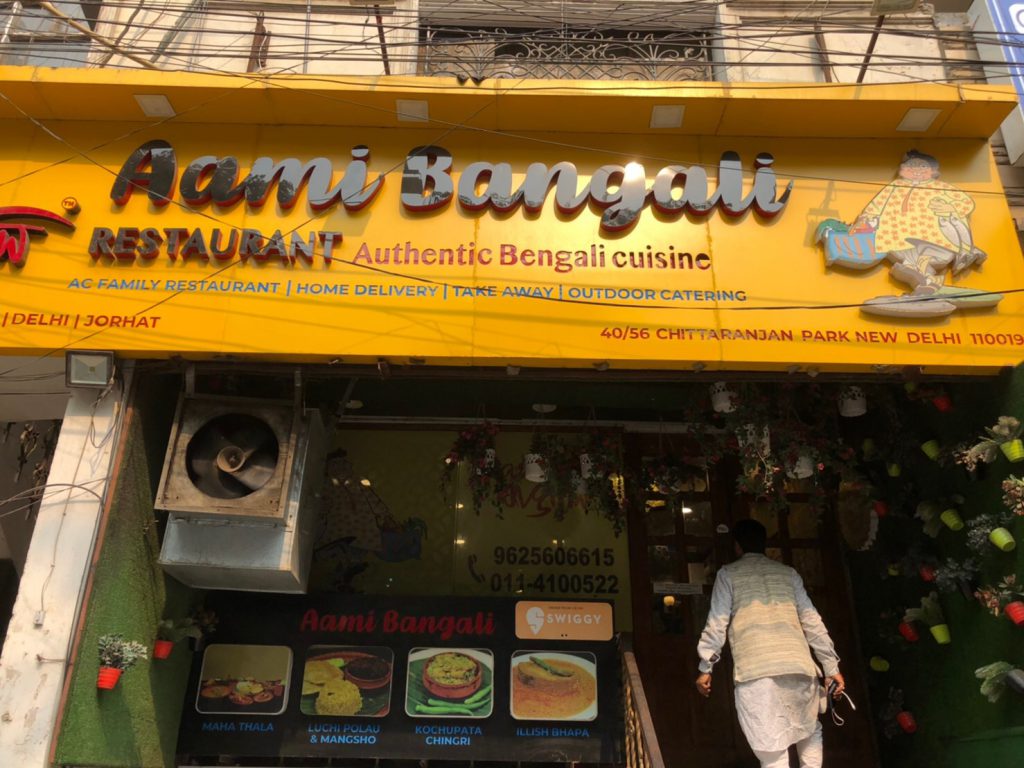 Aami Bangali
TM
RESTAURANT Authentic Bengali cuisine
AC FAMILY RESTAURANT | HOME DELIVERY | TAKE AWAY | OUTDOOR CATERING
| DELHI | JORHAT
40/56 CHITTARANJAN PARK NEW DELHI 110019
9625606615
011-4100522
Aami Bangali
SWIGGY
MAHA THALA
LUCHI POLAU
& MANGSHO
KOCHUPATA
CHINGRI
ILLISH BHAPA